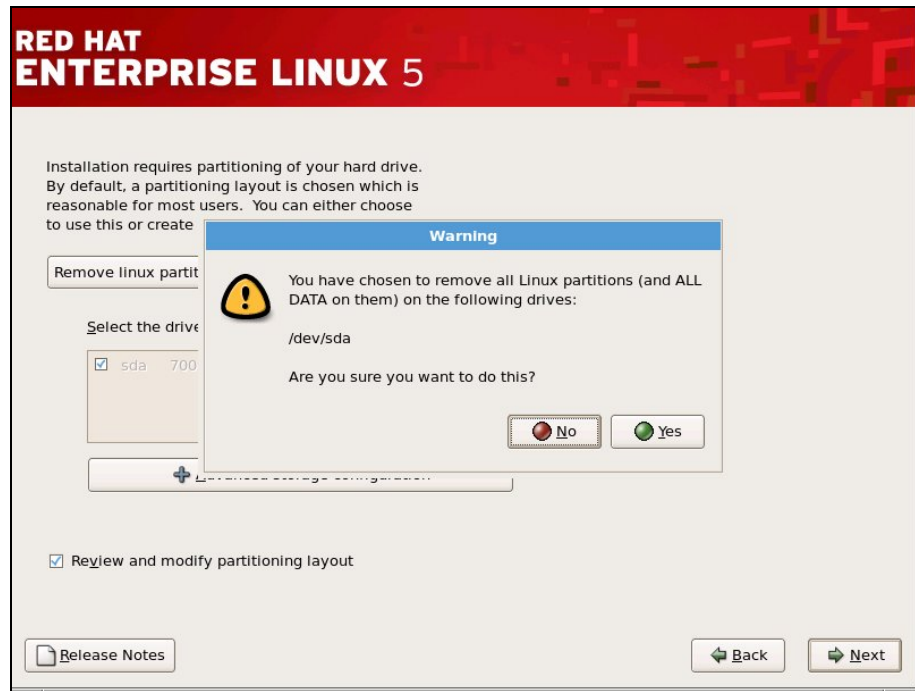 RED HAT
ENTERPRISE LINUX 5
Installation requires partitioning of your hard drive.
By default, a partitioning layout is chosen which is
reasonable for most users. You can either choose
to use this or create
Warning
Remove linux partit
You have chosen to remove all Linux partitions (and ALL
DATA on them) on the following drives:
/dev/sda
Are you sure you want to do this?
Select the drive
sda 700
No
Yes
Advanced storage configuration
Review and modify partitioning layout
Release Notes
Back
Next